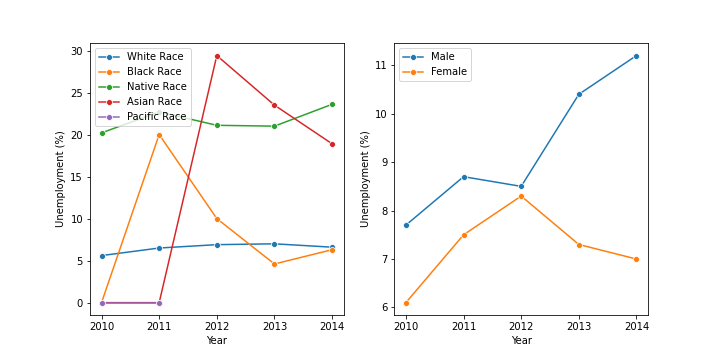 White Race
Black Race
Native Race
Asian Race
Pacific Race
30
25
20
15
10
5
0
Unemployment (%)
2010 2011 2012 2013 2014
Year
Male
Female
11
10
9
8
7
6
Unemployment (%)
2010 2011 2012 2013 2014
Year